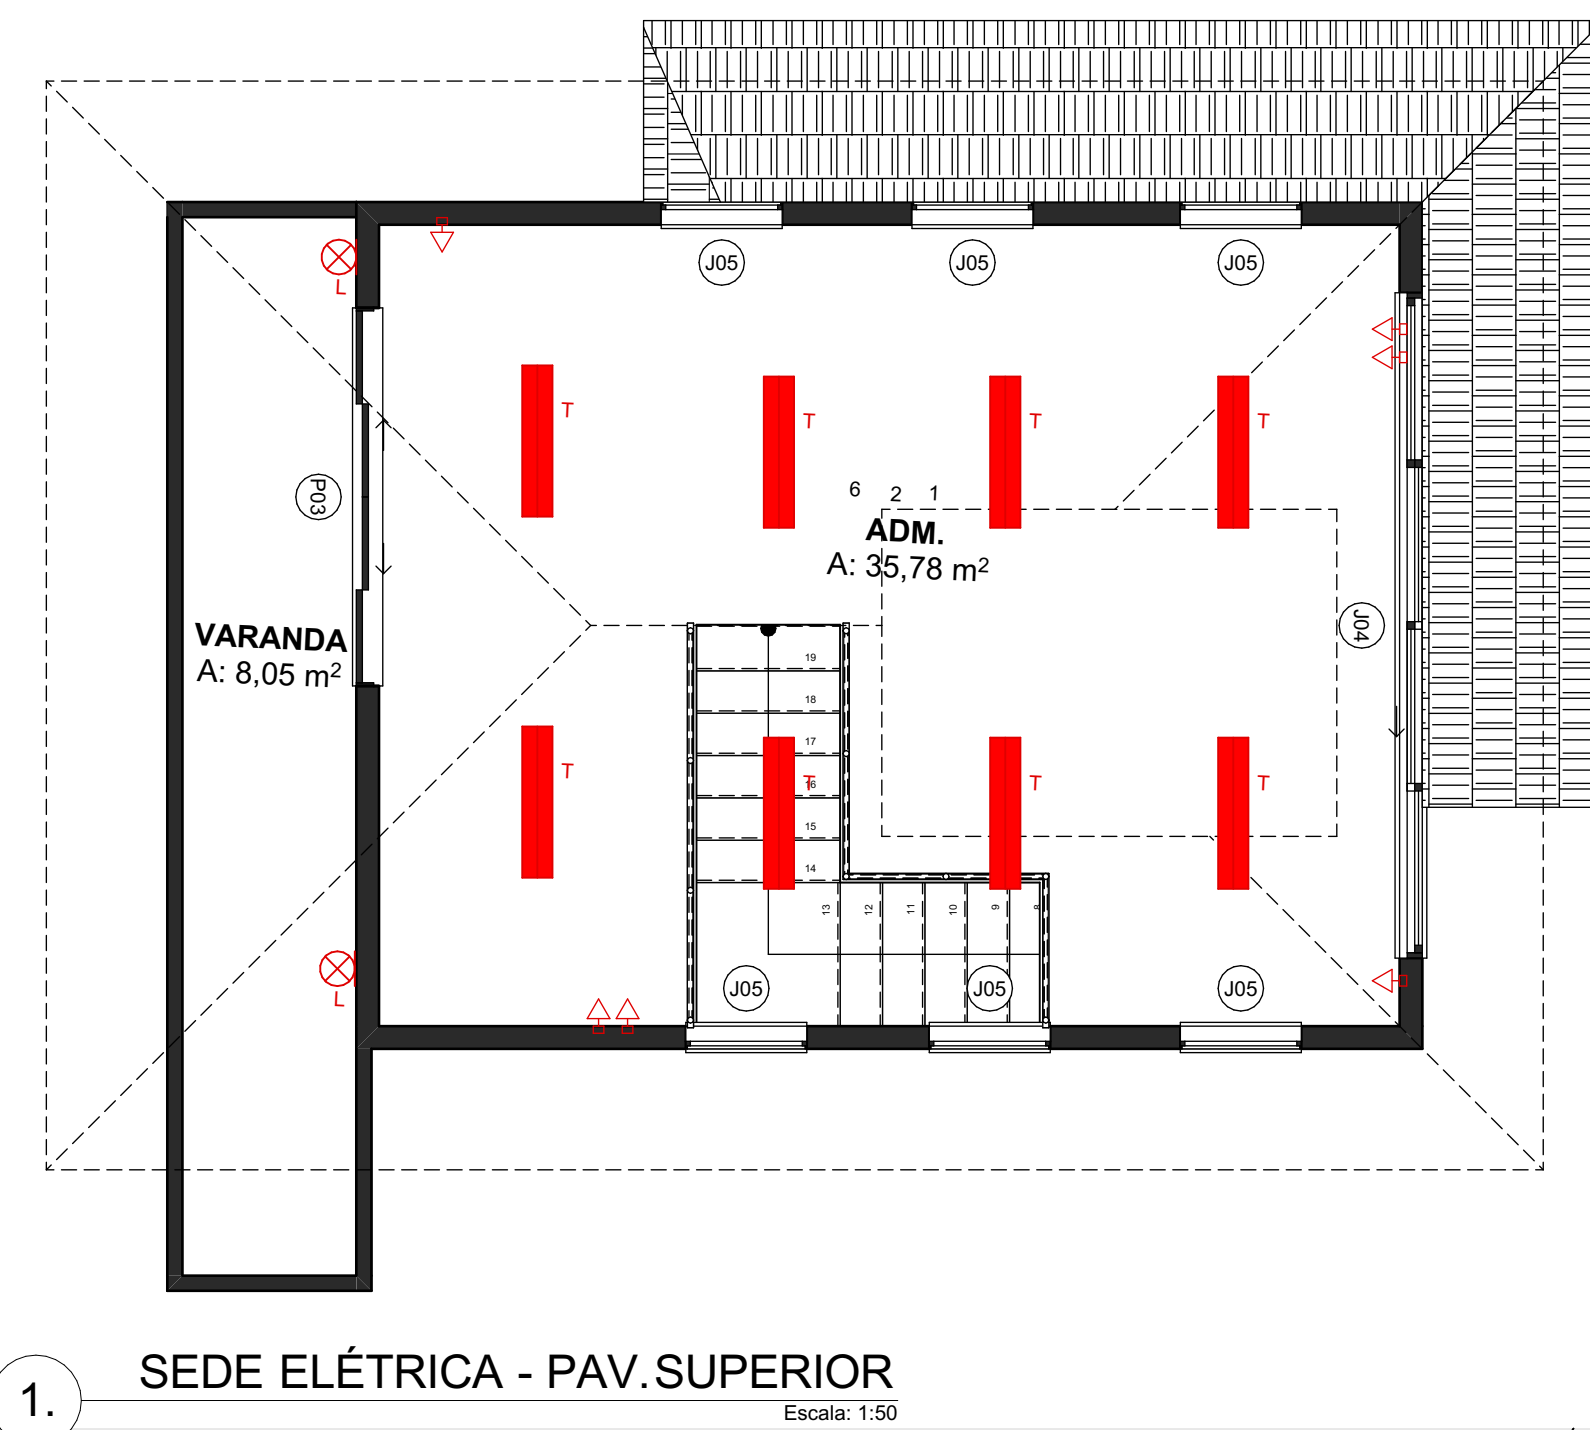 J05
J05
J05
L
T
T
T
T
P03
6 2 1
ADM.
A: 35,78 m²
J04
VARANDA
A: 8,05 m²
19
18
17
16
15
14
T
T
T
T
13
12
11
10
9
8
L
J05
J05
J05
SEDE ELÉTRICA - PAV.SUPERIOR
1.
Escala: 1:50